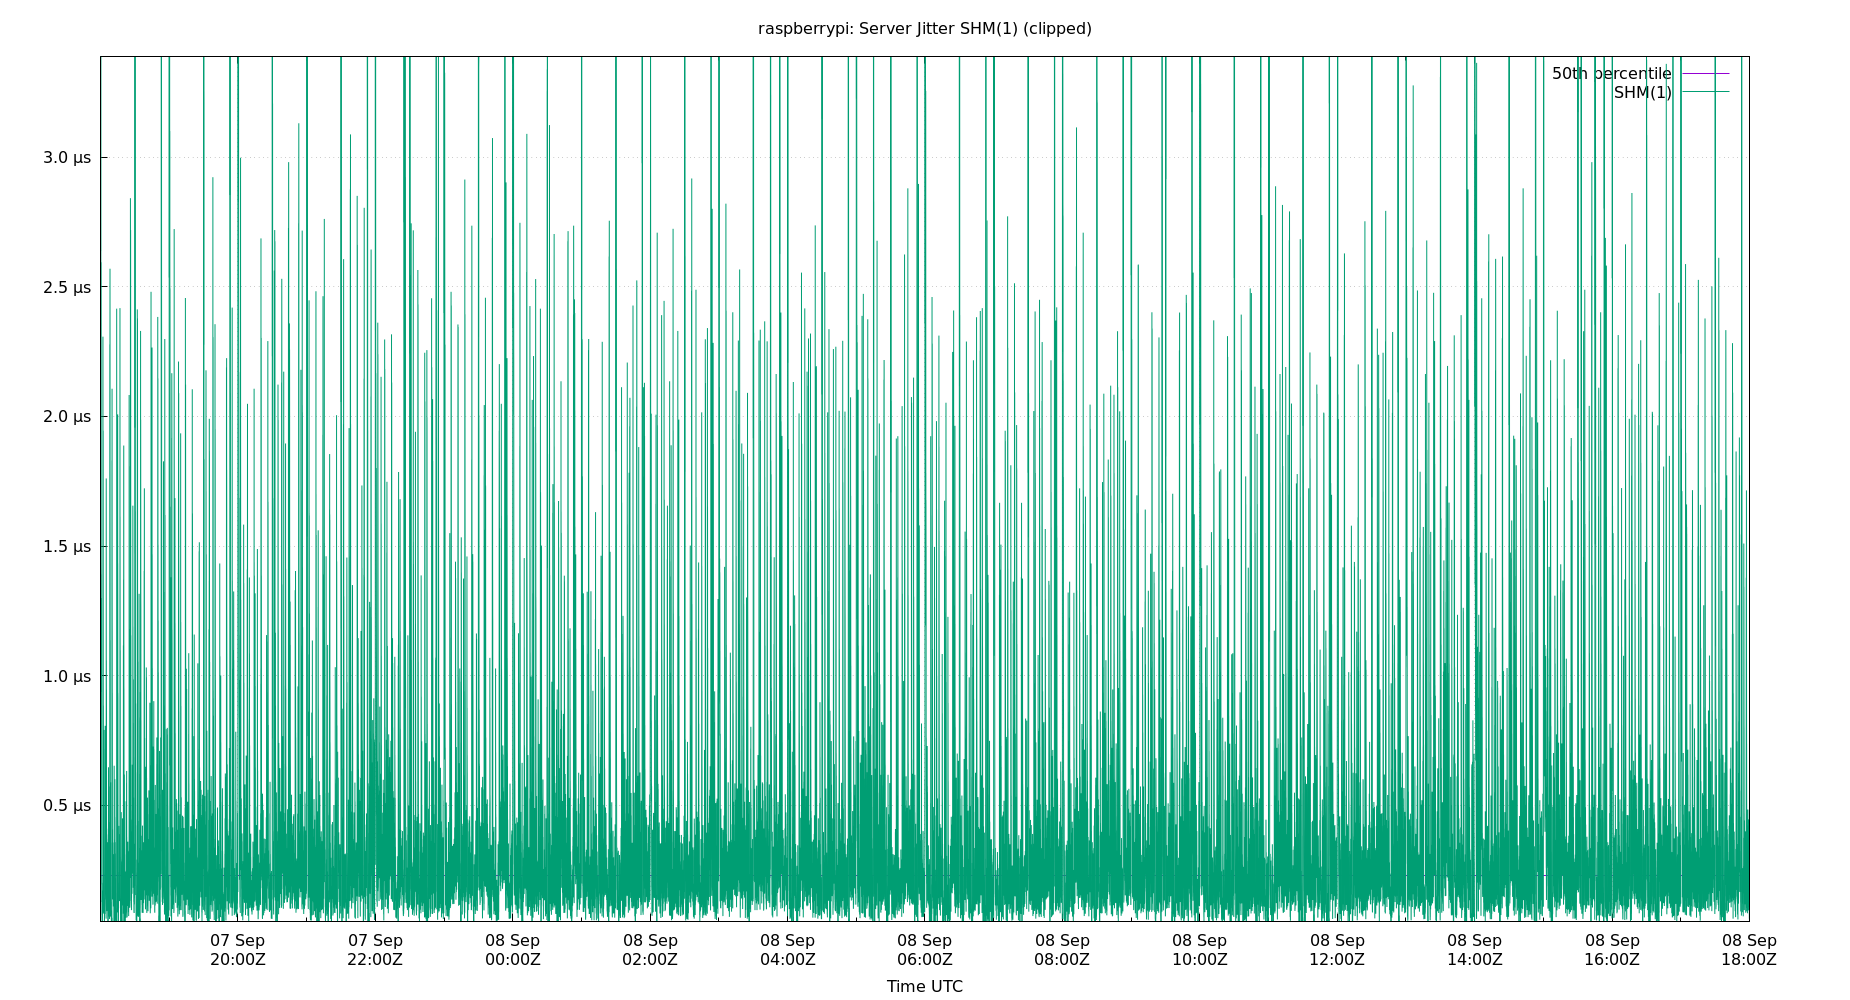 raspberrypi: Server Jitter SHM(1) (clipped)
50th percentile
SHM(1)
3.0 µs
2.5 µs
2.0 µs
1.5 µs
1.0 µs
0.5 µs
07 Sep 07 Sep 08 Sep 08 Sep 08 Sep 08 Sep 08 Sep 08 Sep 08 Sep 08 Sep 08 Sep 08 Sep
20:00Z 22:00Z 00:00Z 02:00Z 04:00Z 06:00Z 08:00Z 10:00Z 12:00Z 14:00Z 16:00Z 18:00Z
Time UTC